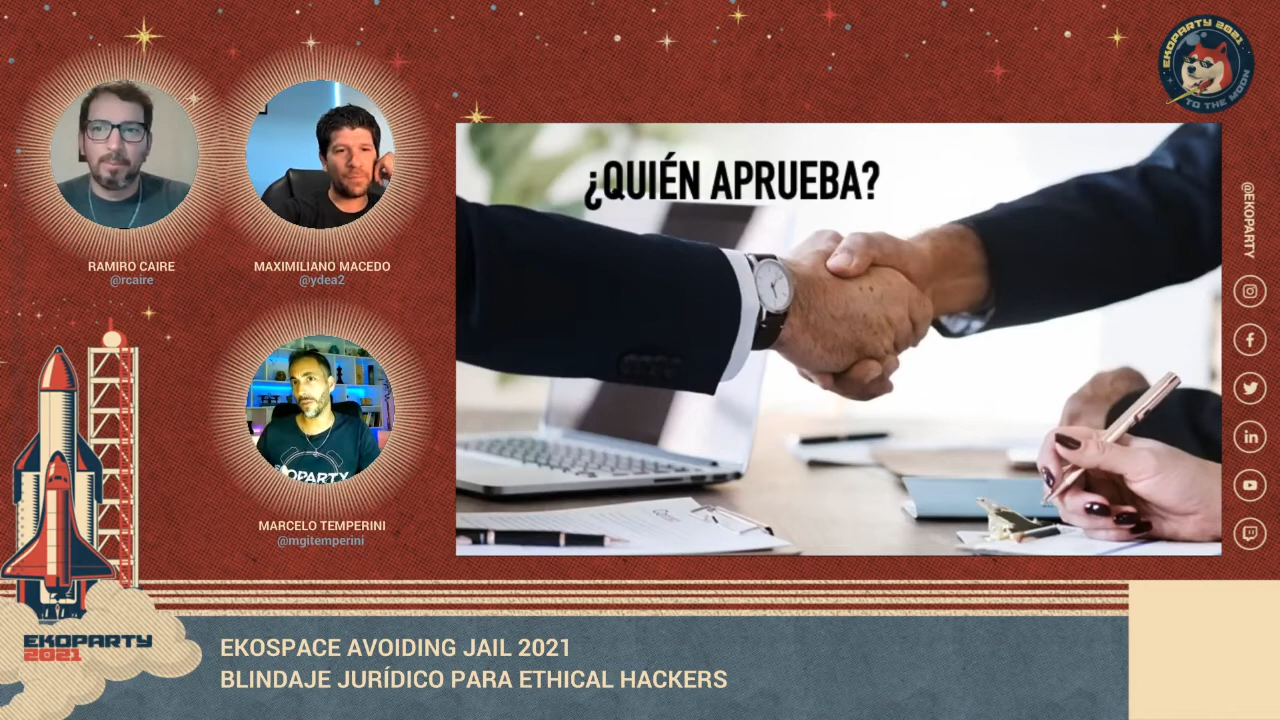 EKOPARTY 2021
TO THE MOON
¿QUIÉN APRUEBA?
@EKOPARTY
RAMIRO CAIRE
@rcaire
MAXIMILIANO MACEDO
@ydea2
EKOPARTY
MARCELO TEMPERINI
@mgitemperini
EKOPARTY
2021
EKOSPACE AVOIDING JAIL 2021
BLINDAJE JURÍDICO PARA ETHICAL HACKERS